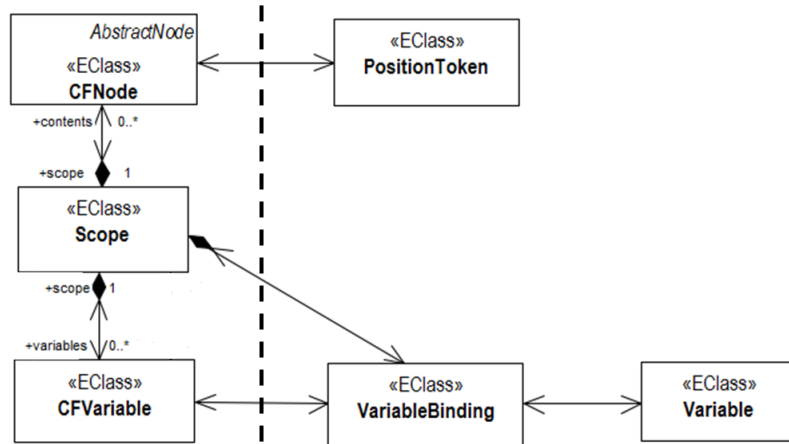 AbstractNode
«EClass»
CFNode
«EClass»
PositionToken
+contents 0..*
+scope 1
«EClass»
Scope
+scope 1
+variables 0..*
«EClass»
CFVariable
«EClass»
VariableBinding
«EClass»
Variable